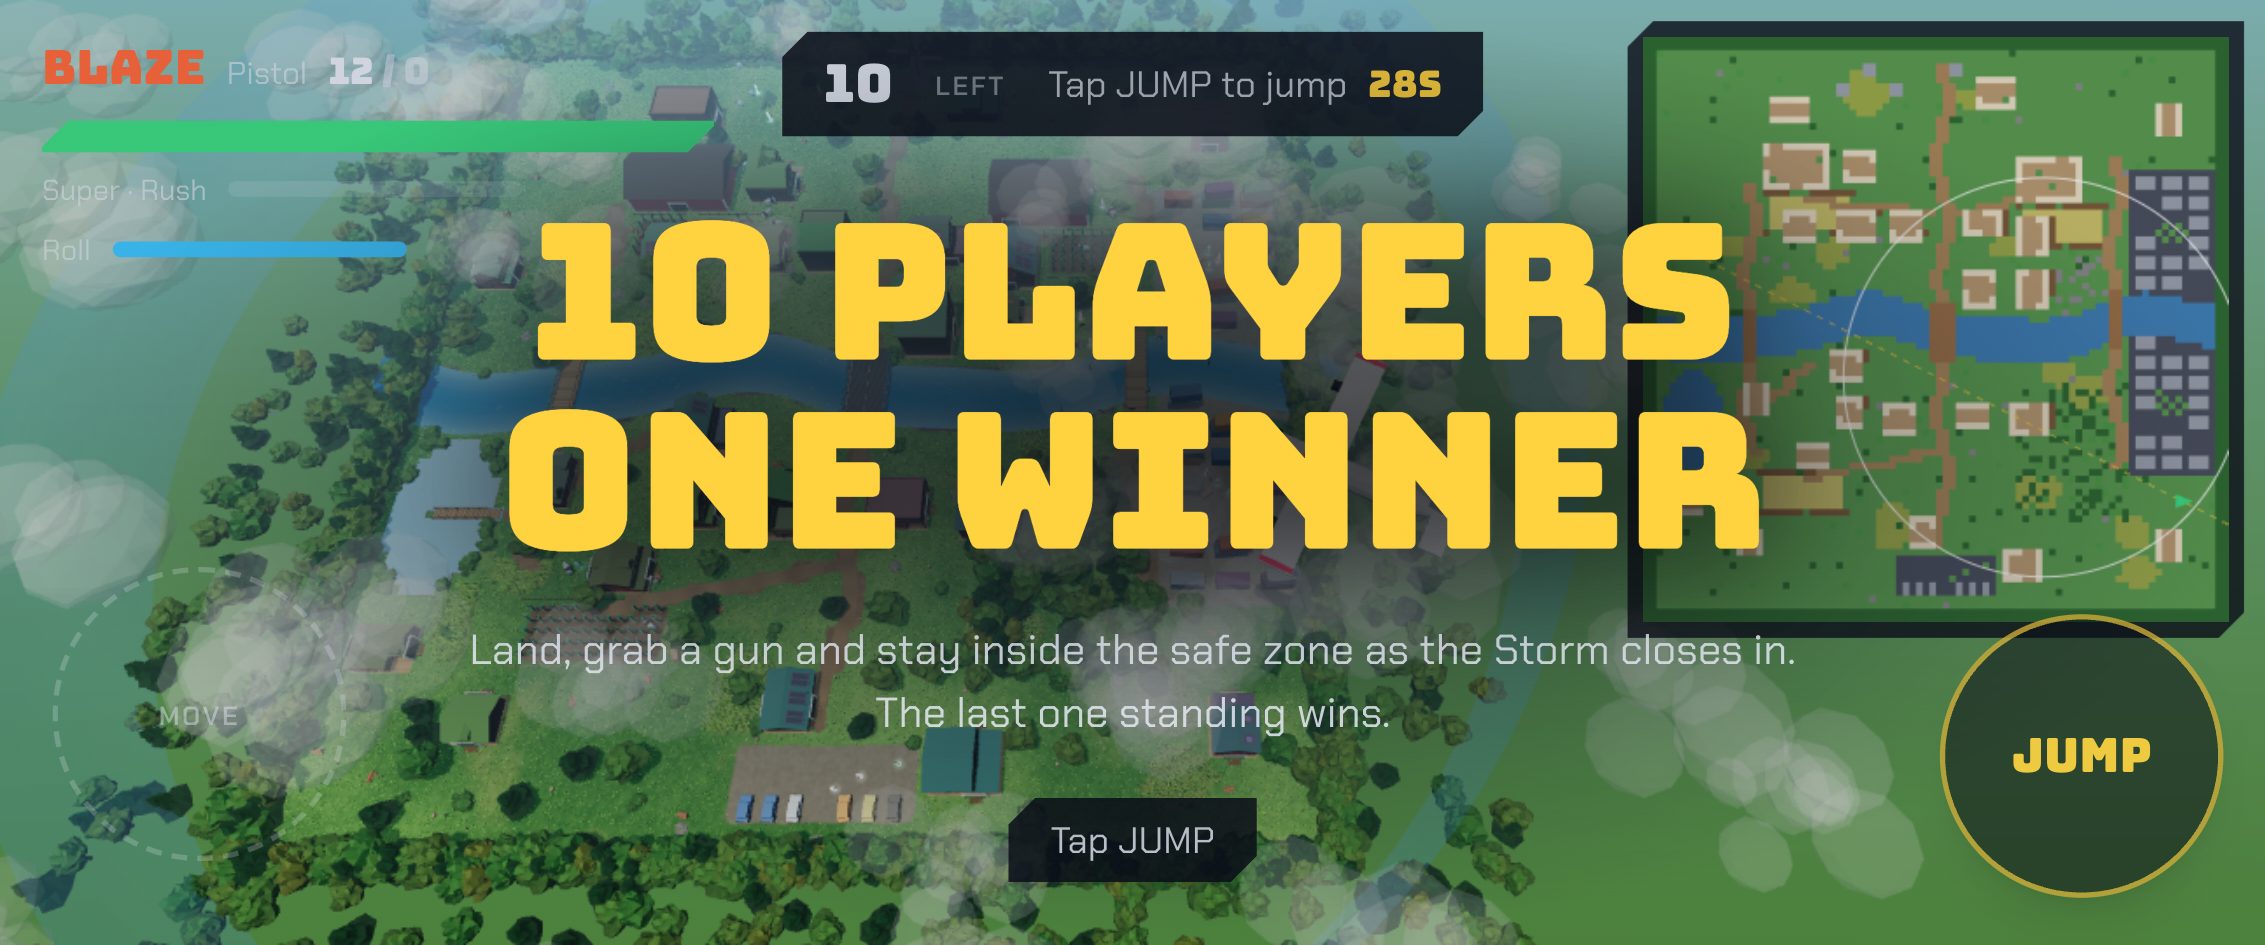 BLAZE Pistol 12 / 0
Super · Rush
Roll
10 LEFT Tap JUMP to jump 28S
10 PLAYERS
ONE WINNER
Land, grab a gun and stay inside the safe zone as the Storm closes in.
The last one standing wins.
MOVE
Tap JUMP
JUMP